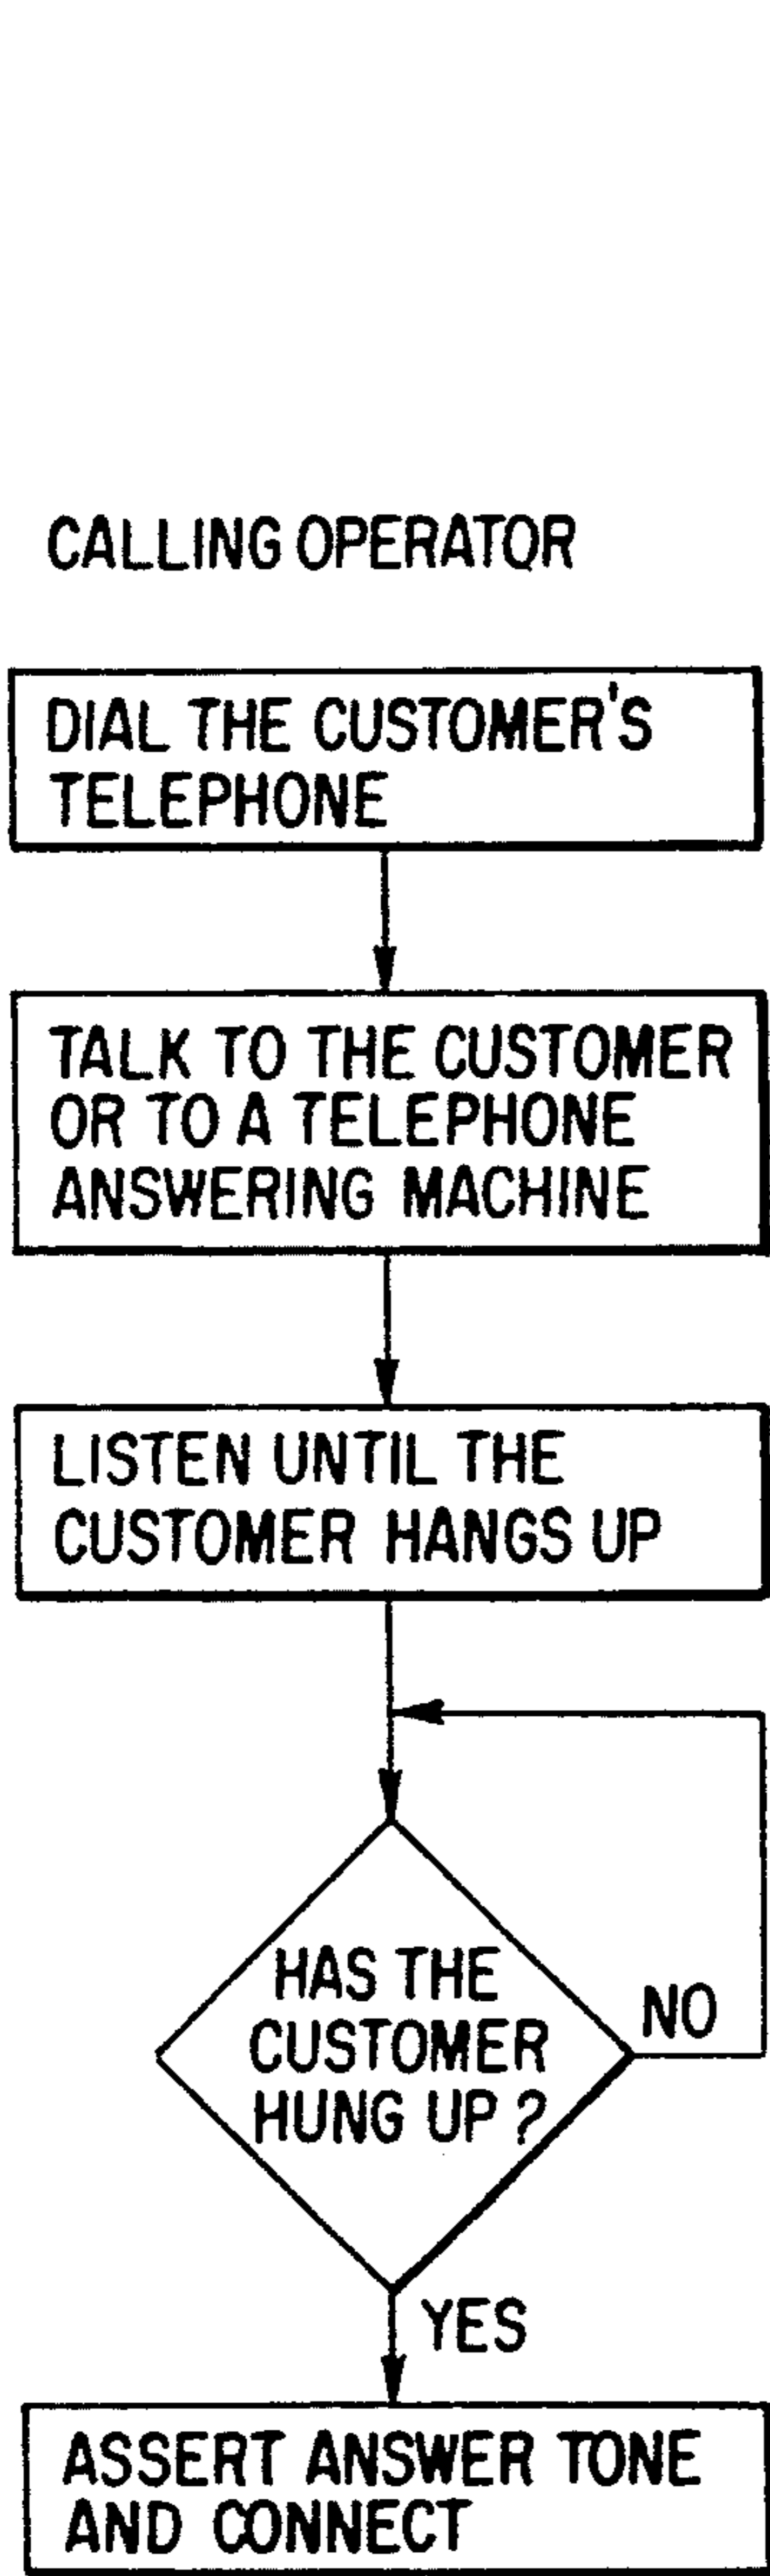 CALLING OPERATOR
DIAL THE CUSTOMER'S
TELEPHONE
TALK TO THE CUSTOMER
OR TO A TELEPHONE
ANSWERING MACHINE
LISTEN UNTIL THE
CUSTOMER HANGS UP
HAS THE
CUSTOMER
HUNG UP ?
NO
YES
ASSERT ANSWER TONE
AND CONNECT